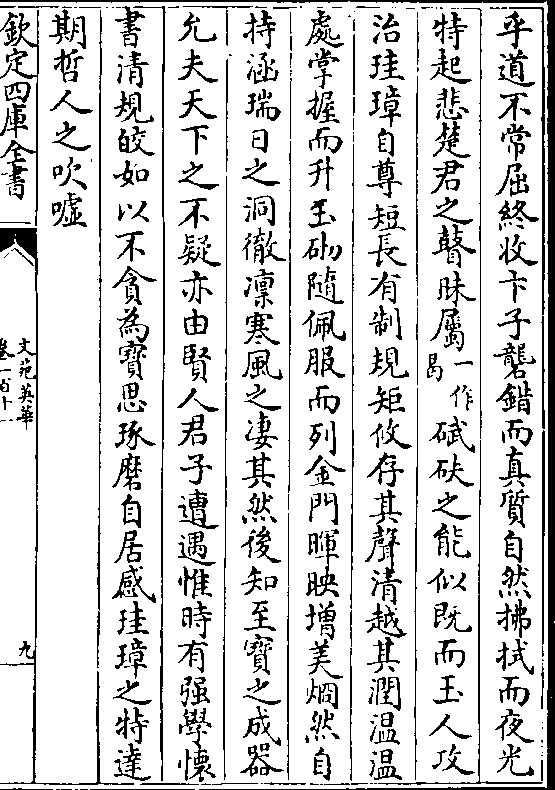 乎道不常屈終收卞子礱錯而真質自然拂拭而夜光
特起悲楚君之瞽昧屬一作曷碔砆之能似既而玉人攻
治珪璋自尊短長有制規矩攸存其聲清越其潤温温
處掌握而升玉砌隨佩服而列金門暉映增美烱然自
持涵瑞日之洞徹凛寒風之凄其然後知至寶之成器
允夫天下之不疑亦由賢人君子遭遇惟時有强學懷
書清規皎如以不貪為寶思琢磨自居感珪璋之特達
期哲人之吹噓
欽定四庫全書
文苑英華
卷一百十一
九